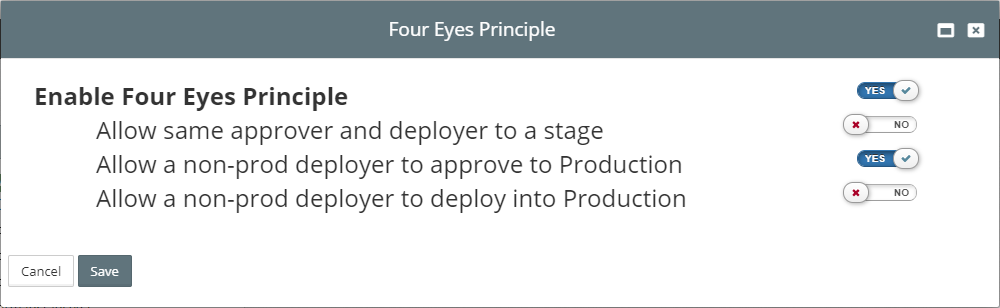 Four Eyes Principle
Enable Four Eyes Principle YES
Allow same approver and deployer to a stage NO
Allow a non-prod deployer to approve to Production YES
Allow a non-prod deployer to deploy into Production NO
Cancel Save